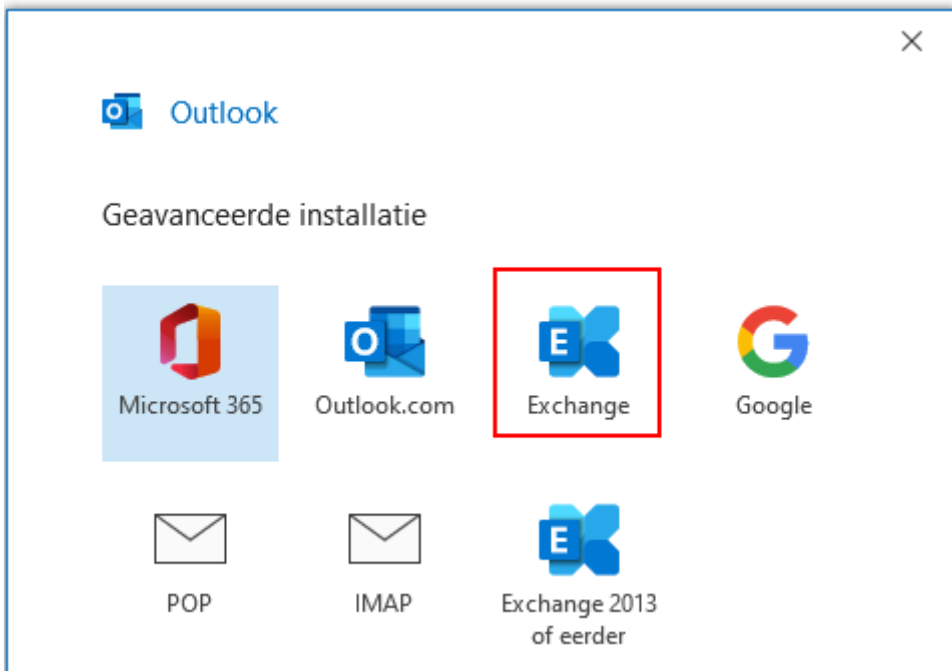 Outlook
Geavanceerde installatie
Microsoft 365
Outlook.com
Exchange
Google
POP
IMAP
Exchange 2013
of eerder